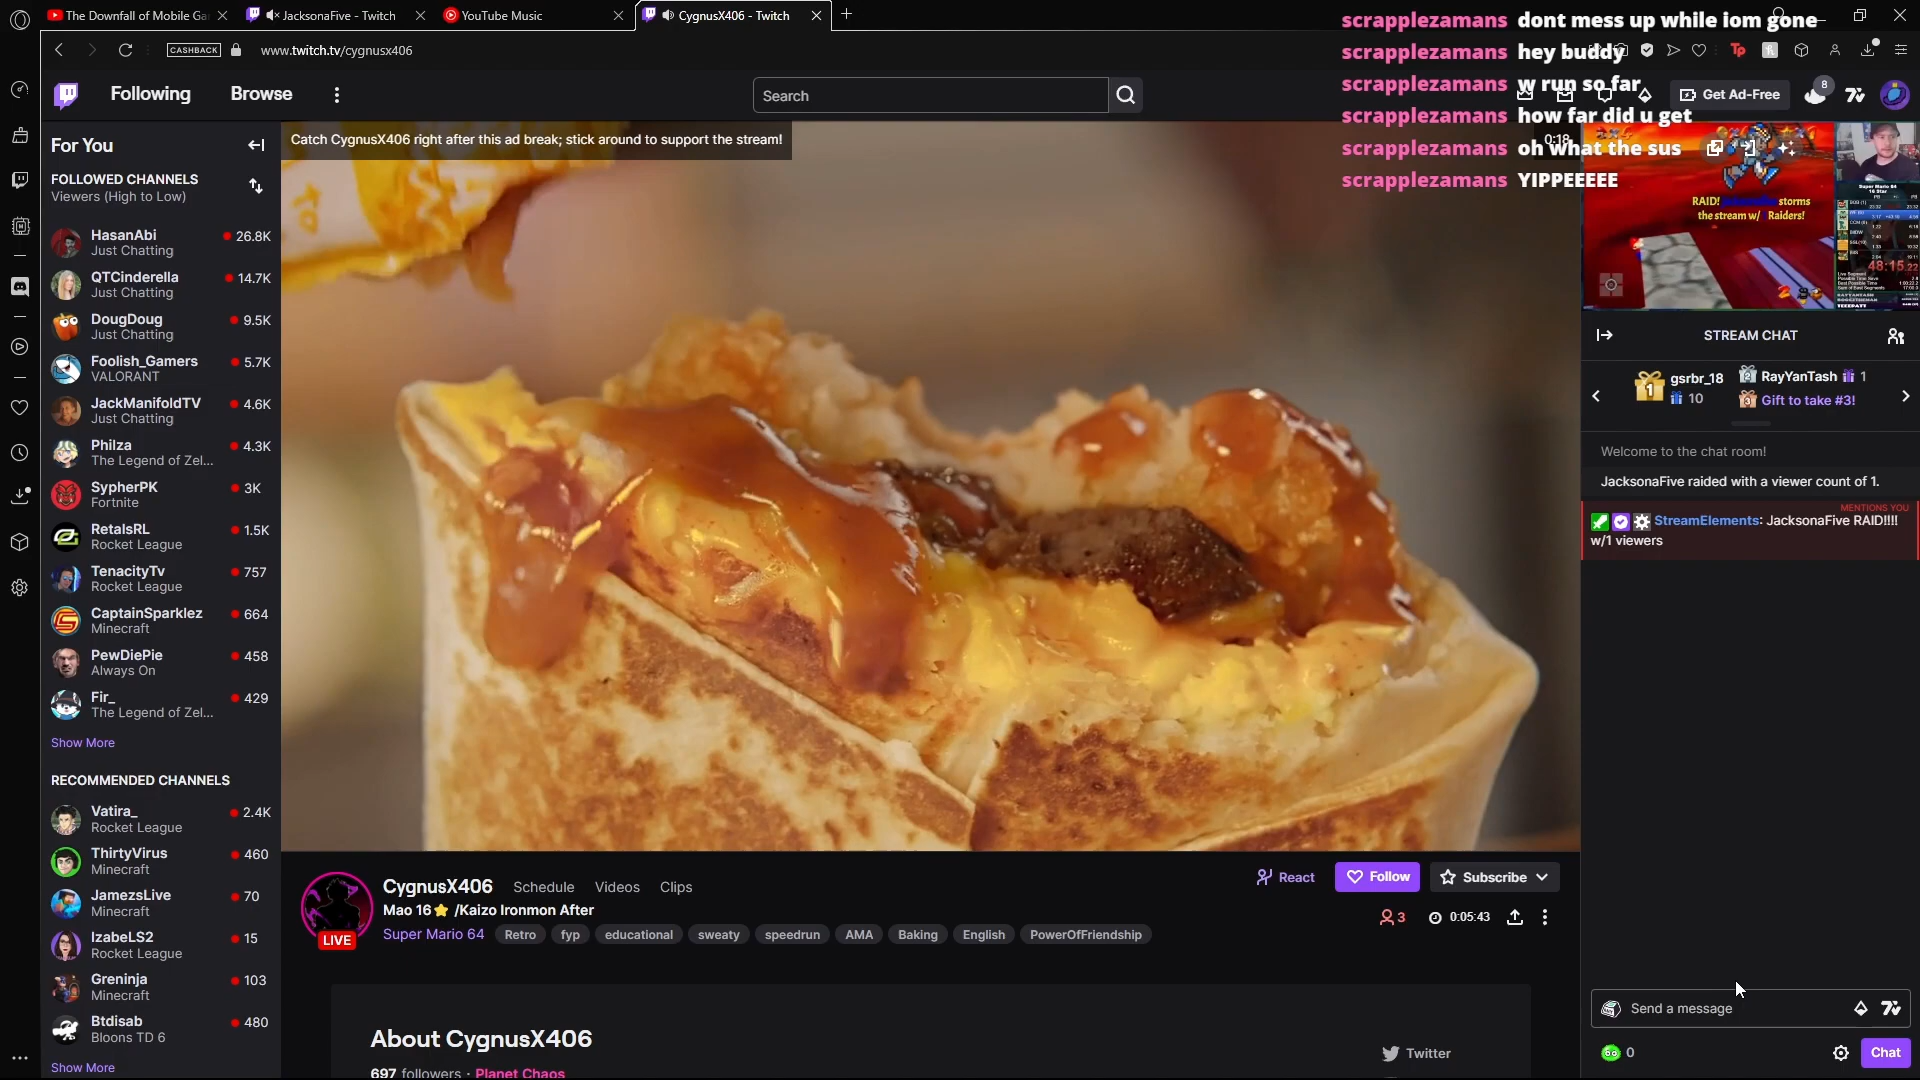 The Downfall of Mobile Ga
JacksonaFive - Twitch
YouTube Music
CygnusX406 - Twitch
CASHBACK
www.twitch.tv/cygnusx406
scrapplezamans dont mess up while iom gone
scrapplezamans hey buddy
scrapplezamans w run so far
scrapplezamans how far did u get
scrapplezamans oh what the sus
scrapplezamans YIPPEEEEE
Following
Browse
Search
Get Ad-Free
8
For You
FOLLOWED CHANNELS
Viewers (High to Low)
HasanAbi
26.8K
Just Chatting
QTCinderella
14.7K
Just Chatting
DougDoug
9.5K
Just Chatting
Foolish_Gamers
5.7K
VALORANT
JackManifoldTV
4.6K
Just Chatting
Philza
4.3K
The Legend of Zel...
SypherPK
3K
Fortnite
RetalsRL
1.5K
Rocket League
TenacityTv
757
Rocket League
CaptainSparklez
664
Minecraft
PewDiePie
458
Always On
Fir_
429
The Legend of Zel...
Show More
RECOMMENDED CHANNELS
Vatira_
2.4K
Rocket League
ThirtyVirus
460
Minecraft
JamezsLive
70
Minecraft
IzabeLS2
15
Rocket League
Greninja
103
Minecraft
Btdisab
480
Bloons TD 6
Show More
Catch CygnusX406 right after this ad break; stick around to support the stream!
0:18
RAID! storms
the stream w/ Raiders!
Super Mario 64
16 Star
48:15.22
STREAM CHAT
gsrbr_18
10
RayYanTash 1
Gift to take #3!
Welcome to the chat room!
JacksonaFive raided with a viewer count of 1.
MENTIONS YOU
StreamElements: JacksonaFive RAID!!!!
w/1 viewers
CygnusX406
Schedule
Videos
Clips
React
Follow
Subscribe
Mao 16⭐ /Kaizo Ironmon After
3
0:05:43
LIVE
Super Mario 64
Retro
fyp
educational
sweaty
speedrun
AMA
Baking
English
PowerOfFriendship
About CygnusX406
697 followers · Planet Chaos
Twitter
Send a message
0
Chat